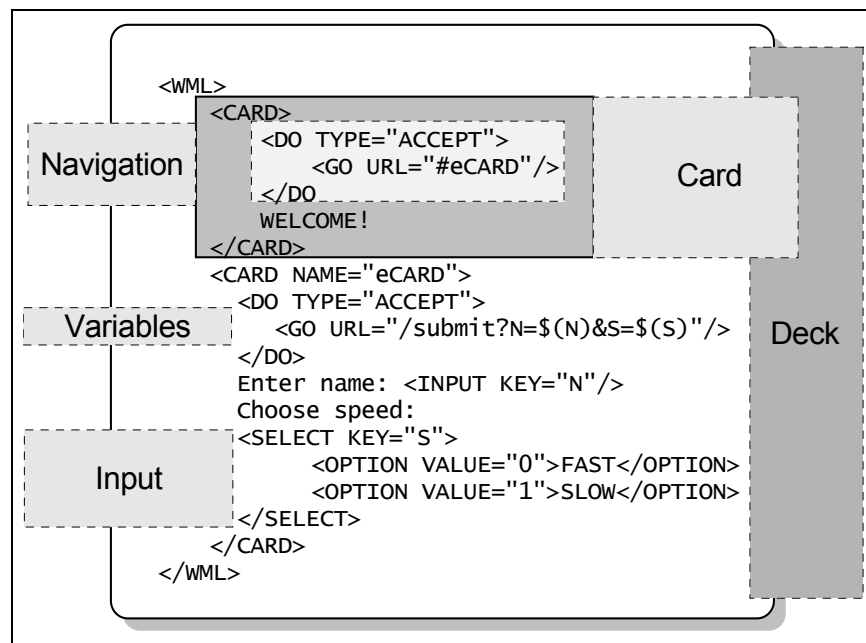 <WML>
<CARD>
<DO TYPE="ACCEPT">
<GO URL="#eCARD"/>
</DO
WELCOME!
</CARD>
<CARD NAME="eCARD">
<DO TYPE="ACCEPT">
<GO URL="/submit?N=$(N)&S=$(S)"/>
</DO>
Enter name: <INPUT KEY="N"/>
Choose speed:
<SELECT KEY="S">
<OPTION VALUE="0">FAST</OPTION>
<OPTION VALUE="1">SLOW</OPTION>
</SELECT>
</CARD>
</WML>
Navigation
Variables
Input
Card
Deck